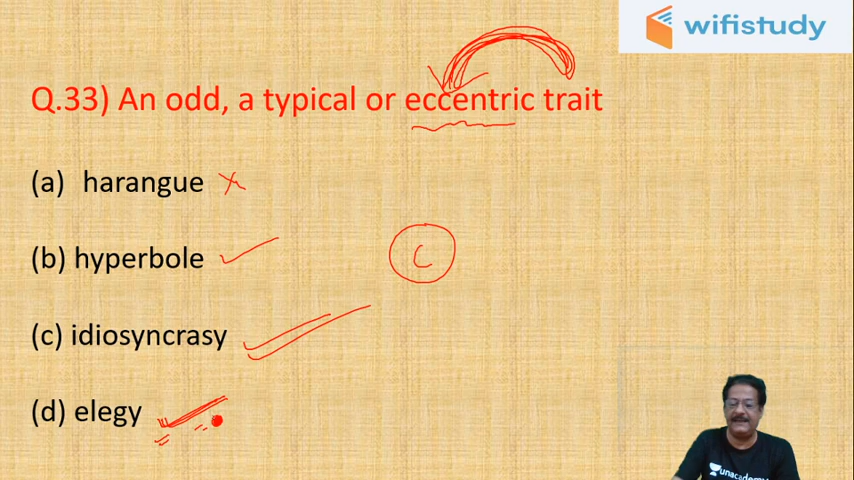 wifistudy
Q.33) An odd, a typical or eccentric trait
(a) harangue
(b) hyperbole
C
(c) idiosyncrasy
(d) elegy
unacademy